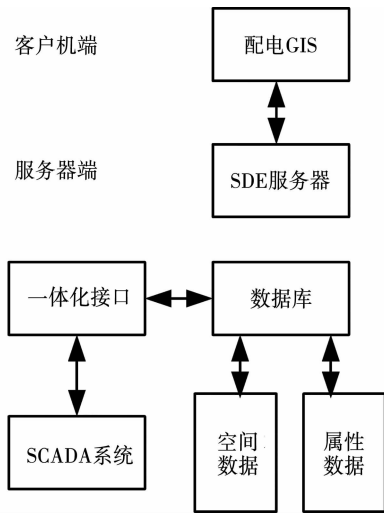 客户机端
配电GIS
服务器端
SDE服务器
一体化接口
数据库
SCADA系统
空间
数据
属性
数据